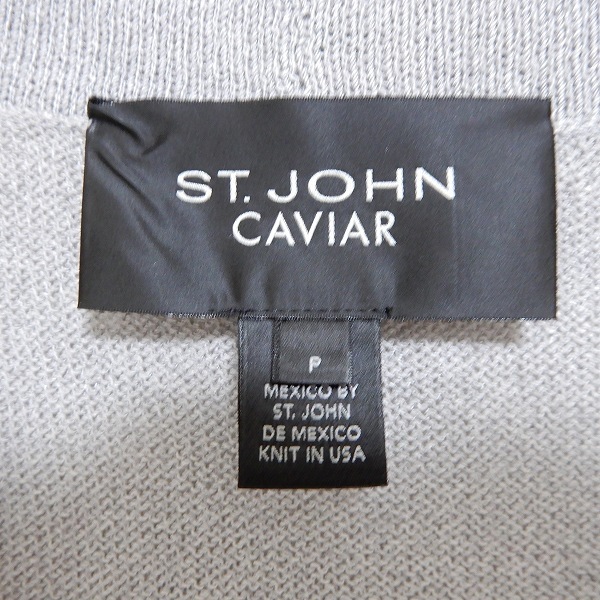 ST. JOHN
CAVIAR
P
MEXICO BY
ST. JOHN
DE MEXICO
KNIT IN USA